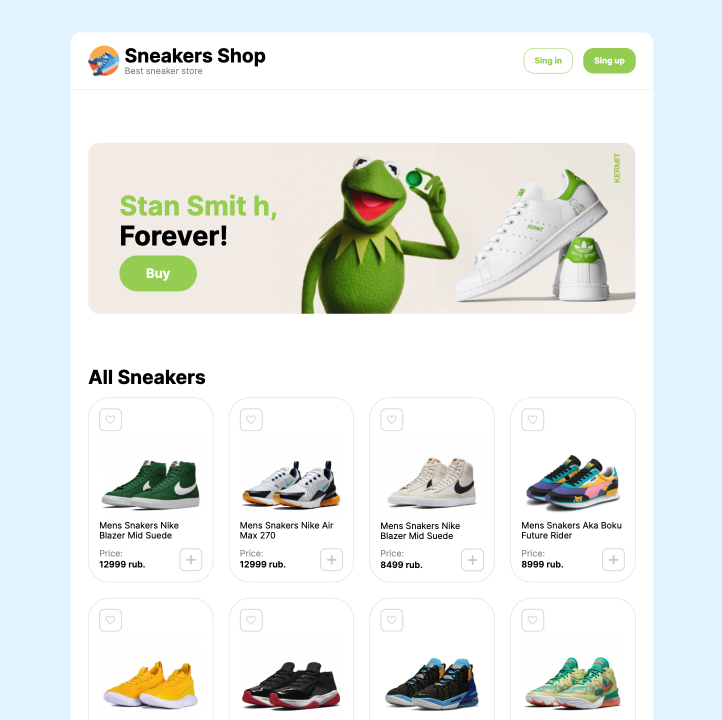 Sneakers Shop
Best sneaker store
Sing in
Sing up
KERMIT
Stan Smit h,
Forever!
Buy
KERMIT
All Sneakers
Mens Snakers Nike
Blazer Mid Suede
Price:
12999 rub.
Mens Snakers Nike Air
Max 270
Price:
12999 rub.
Mens Snakers Nike
Blazer Mid Suede
Price:
8499 rub.
Mens Snakers Aka Boku
Future Rider
Price:
8999 rub.